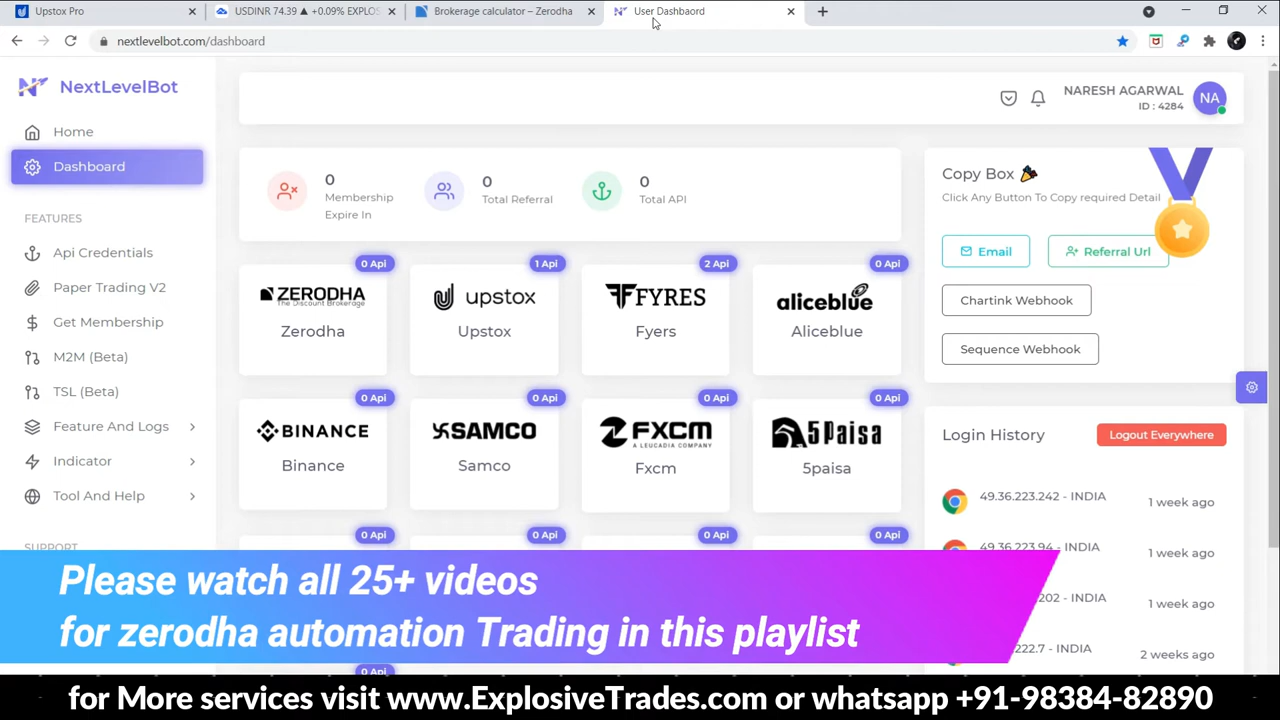 Upstox Pro
USDINR 74.39 ▲ +0.09% EXPLOS
Brokerage calculator – Zerodha
User Dashbaord
nextlevelbot.com/dashboard
NextLevelBot
NARESH AGARWAL
ID : 4284
NA
Home
Dashboard
FEATURES
Api Credentials
Paper Trading V2
Get Membership
M2M (Beta)
TSL (Beta)
Feature And Logs
Indicator
Tool And Help
SUPPORT
0
Membership
Expire In
0
Total Referral
0
Total API
0 Api
1 Api
2 Api
0 Api
ZERODHA
The Discount Brokerage
upstox
FYRES
aliceblue
Zerodha
Upstox
Fyers
Aliceblue
0 Api
0 Api
0 Api
0 Api
BINANCE
SAMCO
FXCM
A LEUCADIA COMPANY
5paisa
Binance
Samco
Fxcm
5paisa
0 Api
0 Api
0 Api
0 Api
Copy Box
Click Any Button To Copy required Detail
Email
Referral Url
Chartink Webhook
Sequence Webhook
Login History
Logout Everywhere
49.36.223.242 - INDIA
1 week ago
49.36.223.94 - INDIA
1 week ago
202 - INDIA
1 week ago
222.7 - INDIA
2 weeks ago
Please watch all 25+ videos
for zerodha automation Trading in this playlist
for More services visit www.ExplosiveTrades.com or whatsapp +91-98384-82890